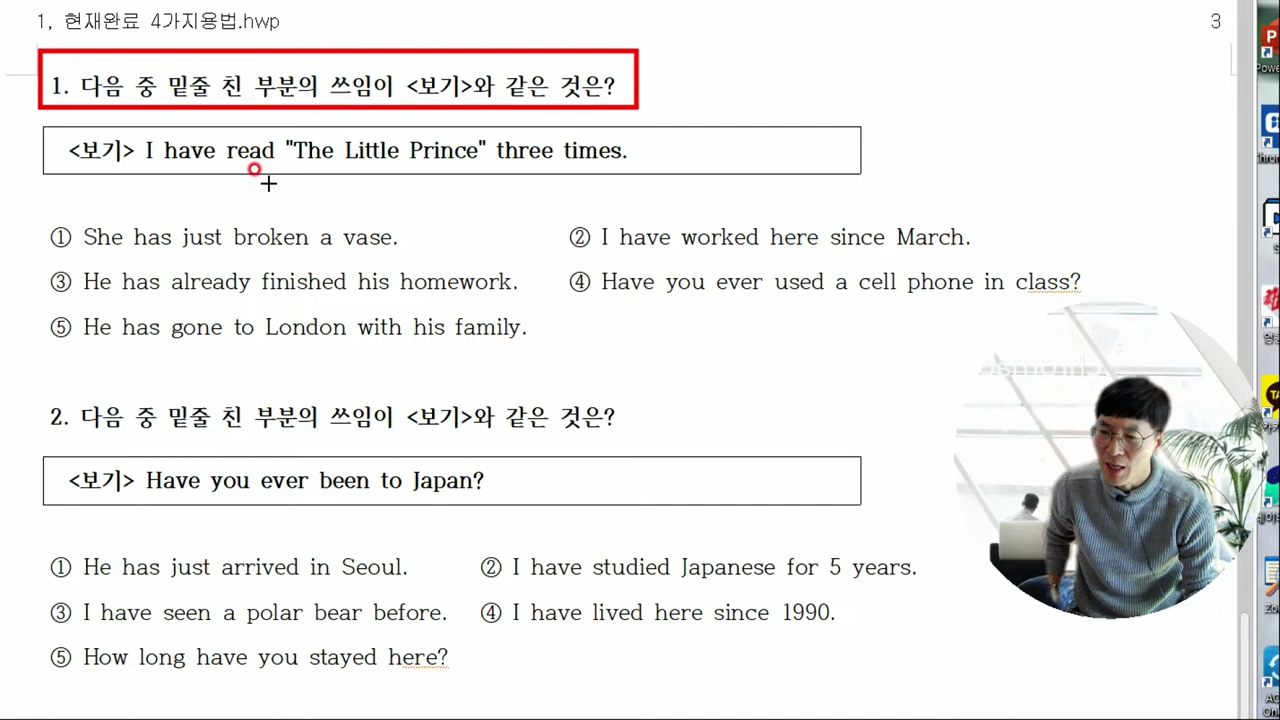 1, 현재완료 4가지용법.hwp
3
1. 다음 중 밑줄 친 부분의 쓰임이 <보기>와 같은 것은?
<보기> I have read "The Little Prince" three times.
① She has just broken a vase.
② I have worked here since March.
③ He has already finished his homework.
④ Have you ever used a cell phone in class?
⑤ He has gone to London with his family.
2. 다음 중 밑줄 친 부분의 쓰임이 <보기>와 같은 것은?
<보기> Have you ever been to Japan?
① He has just arrived in Seoul.
② I have studied Japanese for 5 years.
③ I have seen a polar bear before.
④ I have lived here since 1990.
⑤ How long have you stayed here?